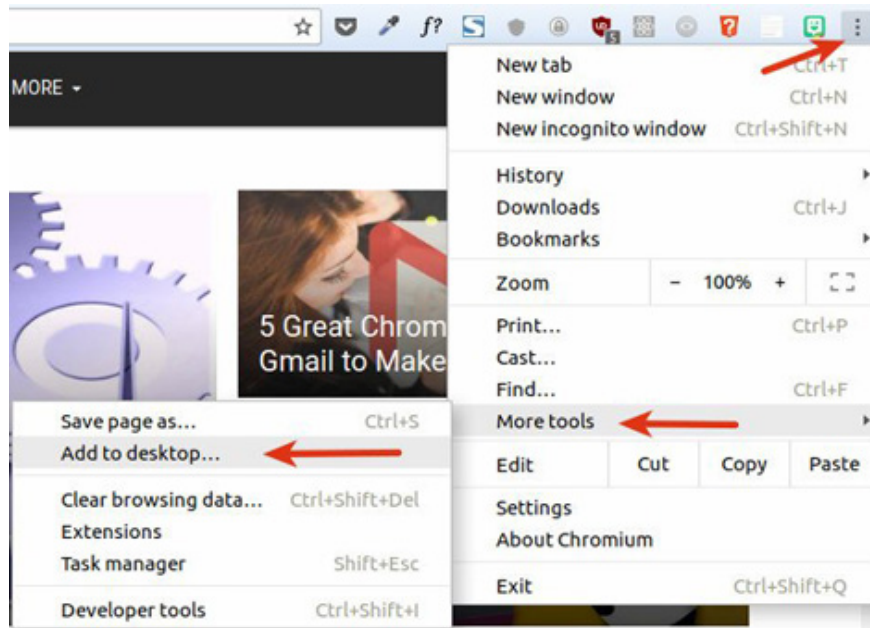 f? S
5
MORE
New tab Ctrl+T
New window Ctrl+N
New incognito window Ctrl+Shift+N
History
Downloads Ctrl+J
Bookmarks
Zoom - 100% +
Print... Ctrl+P
Cast...
Find... Ctrl+F
More tools
Edit Cut Copy Paste
Settings
About Chromium
Exit Ctrl+Shift+Q
5 Great Chrom
Gmail to Make
Save page as... Ctrl+S
Add to desktop...
Clear browsing data... Ctrl+Shift+Del
Extensions
Task manager Shift+Esc
Developer tools Ctrl+Shift+I